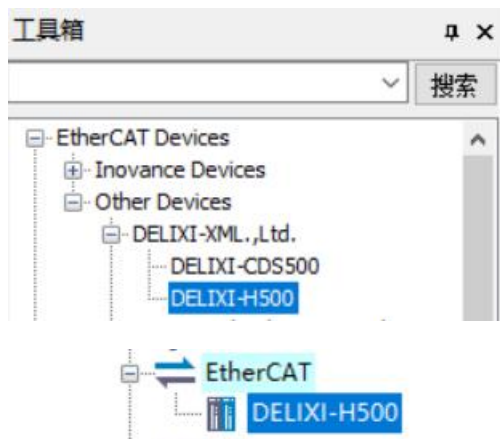 工具箱
搜索
EtherCAT Devices
Inovance Devices
Other Devices
DELIXI-XML.,Ltd.
DELIXI-CDS500
DELIXI-H500
EtherCAT
DELIXI-H500